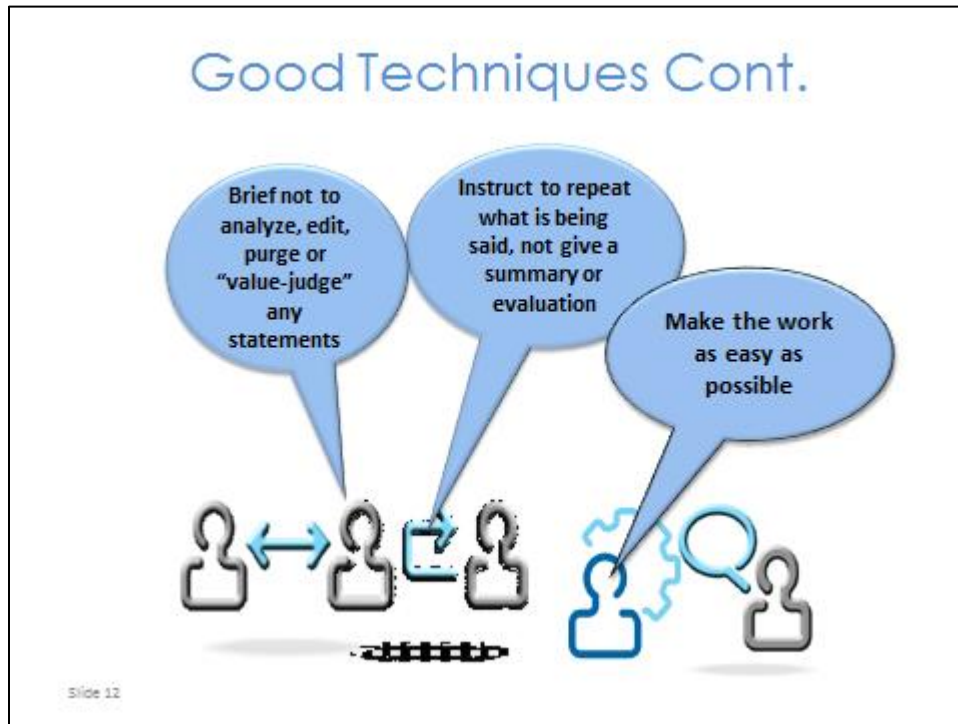 Good Techniques Cont.
Brief not to
analyze, edit,
purge or
“value-judge”
any
statements
Instruct to repeat
what is being
said, not give a
summary or
evaluation
Make the work
as easy as
possible
Slide 12